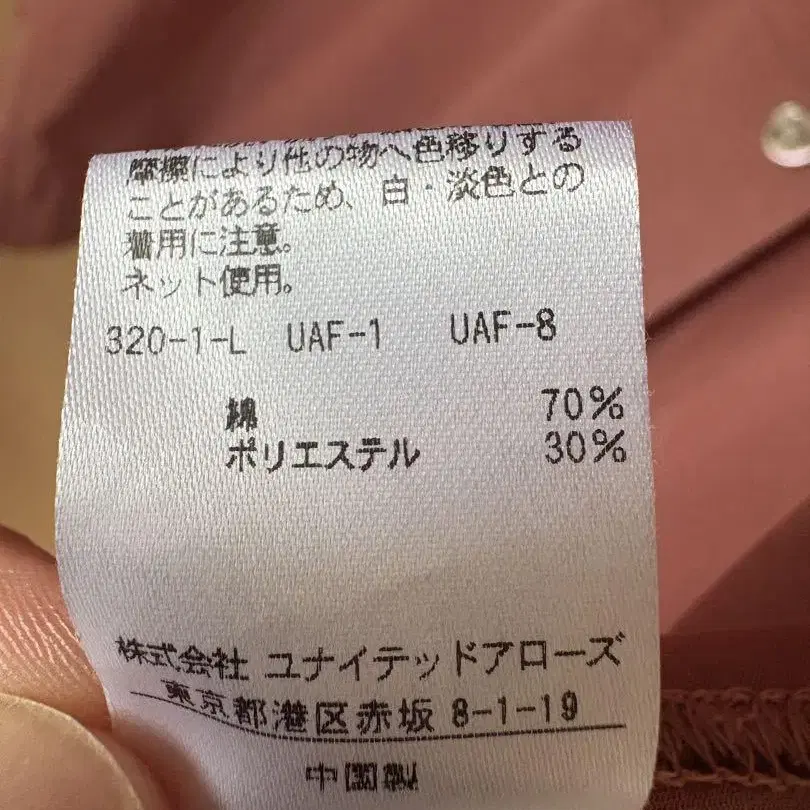 摩擦により他の物へ色移りする
ことがあるため、白・淡色との
着用に注意。
ネット使用。
320-1-L UAF-1 UAF-8
綿 70%
ポリエステル 30%
株式会社 ユナイテッドアローズ
東京都港区赤坂 8-1-19
中国製